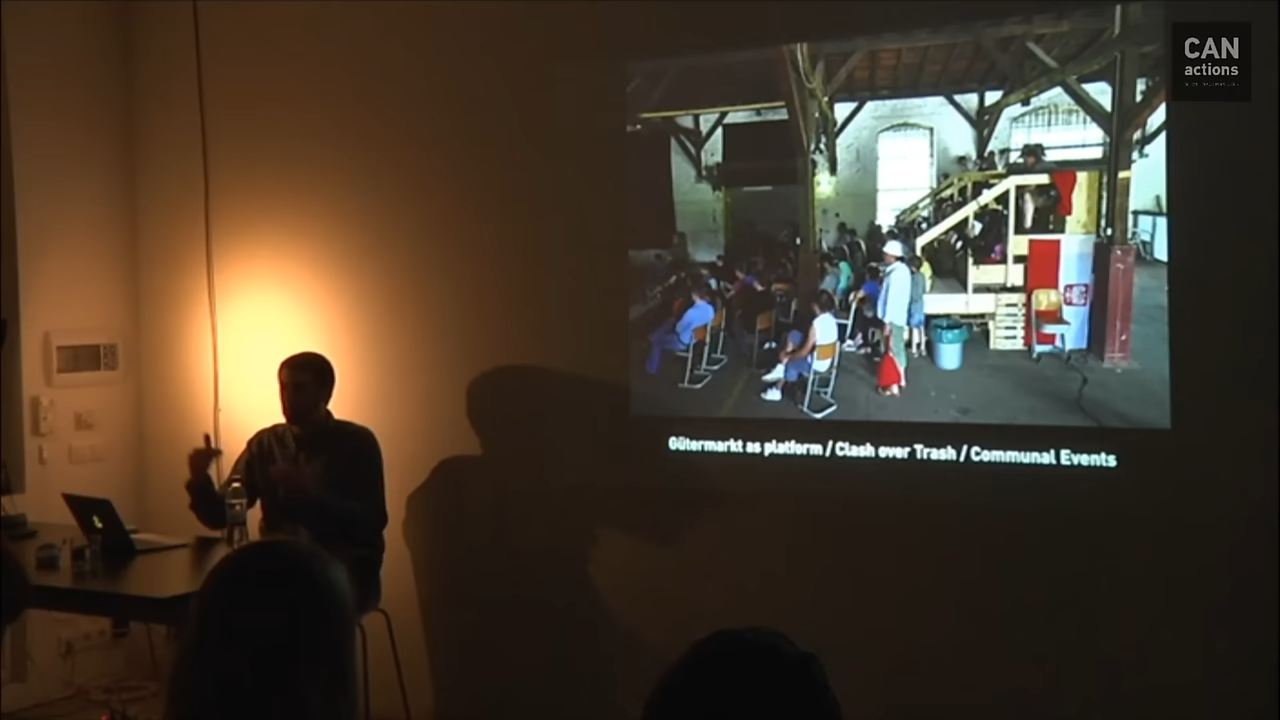 CAN
actions
Gütermarkt as platform / Clash over Trash / Communal Events